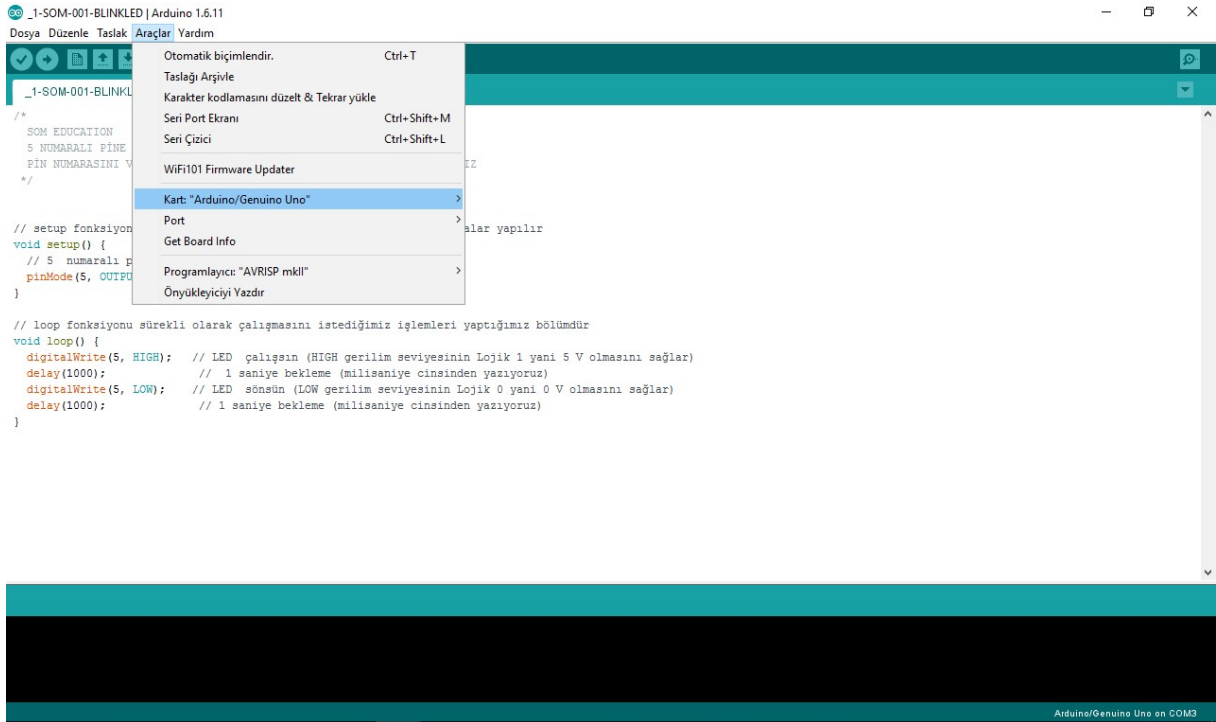 _1-SOM-001-BLINKLED | Arduino 1.6.11
Dosya Düzenle Taslak Araçlar Yardım
_1-SOM-001-BLINKL
Otomatik biçimlendir. Ctrl+T
Taslağı Arşivle
Karakter kodlamasını düzelt & Tekrar yükle
Seri Port Ekranı Ctrl+Shift+M
Seri Çizici Ctrl+Shift+L
WiFi101 Firmware Updater
Kart: "Arduino/Genuino Uno"
Port
Get Board Info
Programlayıcı: "AVRISP mkII"
Önyükleyiciyi Yazdır
/*
SOM EDUCATION
5 NUMARALI PİNE
PİN NUMARASINI V IZ
*/
// setup fonksiyon alar yapılır
void setup() {
// 5 numaralı p
pinMode(5, OUTPU
}
// loop fonksiyonu sürekli olarak çalışmasını istediğimiz işlemleri yaptığımız bölümdür
void loop() {
digitalWrite(5, HIGH); // LED çalışsın (HIGH gerilim seviyesinin Lojik 1 yani 5 V olmasını sağlar)
delay(1000); // 1 saniye bekleme (milisaniye cinsinden yazıyoruz)
digitalWrite(5, LOW); // LED sönsün (LOW gerilim seviyesinin Lojik 0 yani 0 V olmasını sağlar)
delay(1000); // 1 saniye bekleme (milisaniye cinsinden yazıyoruz)
}
Arduino/Genuino Uno on COM3